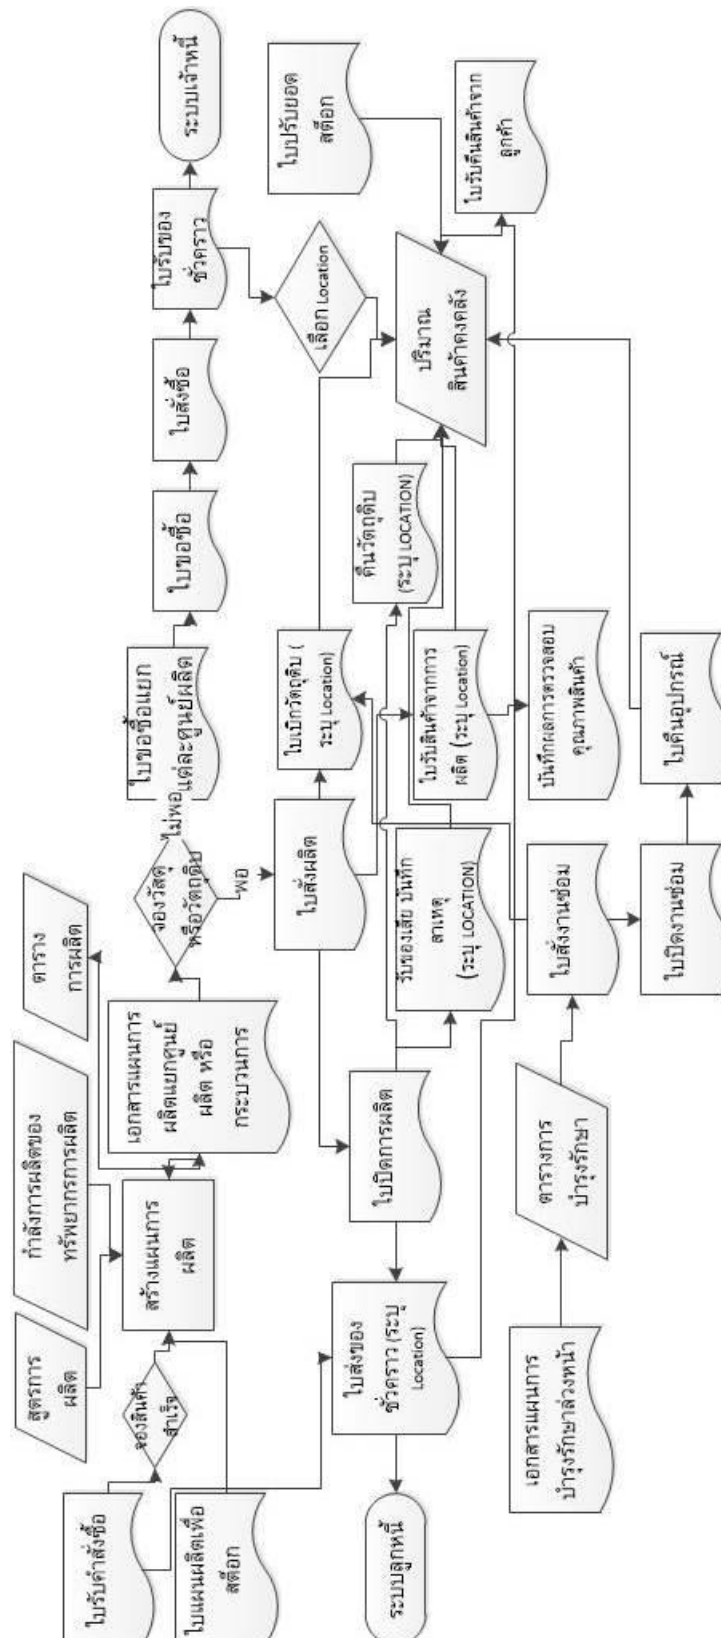 ใบรับคำสั่งซื้อ
ใบแผนผลิตเพื่อ
สต็อก
จองสินค้า
สำเร็จ
สูตรการ
ผลิต
กำลังการผลิตของ
ทรัพยากรการผลิต
สร้างแผนการ
ผลิต
ตาราง
การผลิต
เอกสารแผนการ
ผลิตแยกศูนย์
ผลิต หรือ
กระบวนการ
จองวัสดุ
หรือวัตถุดิบ
ไม่พอ
พอ
ใบขอซื้อแยก
แต่ละศูนย์ผลิต
ใบขอซื้อ
ใบสั่งซื้อ
ใบรับของ
ชั่วคราว
ระบบเจ้าหนี้
เลือก Location
ใบปรับยอด
สต็อก
ใบรับคืนสินค้าจาก
ลูกค้า
ปริมาณ
สินค้าคงคลัง
ใบสั่งผลิต
ใบเบิกวัตถุดิบ (
ระบุ Location)
คืนวัตถุดิบ
(ระบุ LOCATION)
ใบรับสินค้าจากการ
ผลิต (ระบุ Location)
บันทึกผลการตรวจสอบ
คุณภาพสินค้า
ใบปิดการผลิต
รับของเสีย บันทึก
สาเหตุ
(ระบุ LOCATION)
ใบส่งของ
ชั่วคราว (ระบุ
Location)
ระบบลูกหนี้
เอกสารแผนการ
บำรุงรักษาล่วงหน้า
ตารางการ
บำรุงรักษา
ใบสั่งงานซ่อม
ใบปิดงานซ่อม
ใบคืนอุปกรณ์